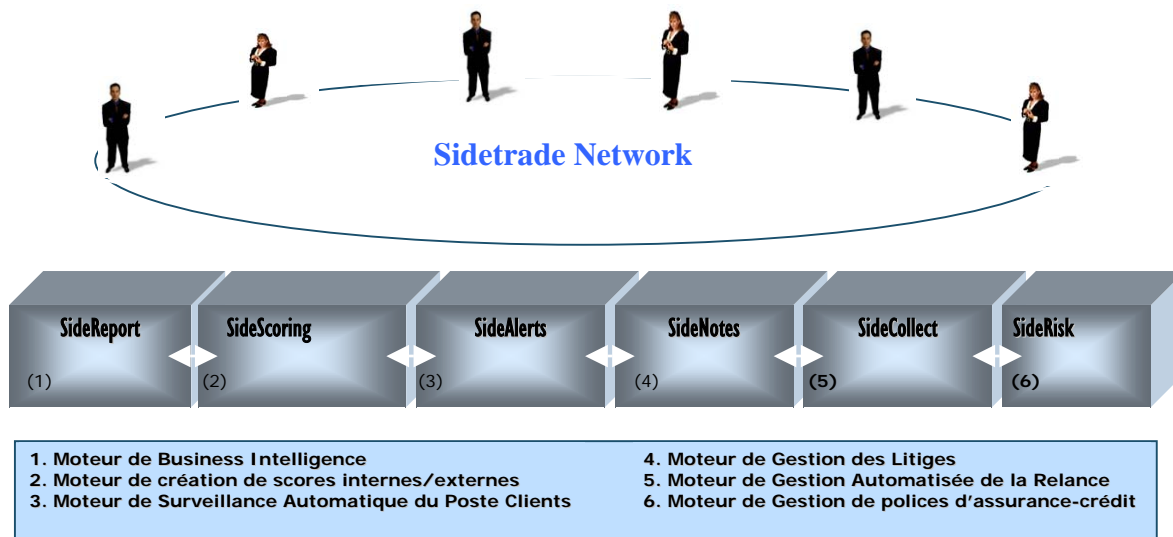 Sidetrade Network
SideReport SideScoring SideAlerts SideNotes SideCollect SideRisk
(1) (2) (3) (4) (5) (6)
1. Moteur de Business Intelligence
2. Moteur de création de scores internes/externes
3. Moteur de Surveillance Automatique du Poste Clients
4. Moteur de Gestion des Litiges
5. Moteur de Gestion Automatisée de la Relance
6. Moteur de Gestion de polices d'assurance-crédit